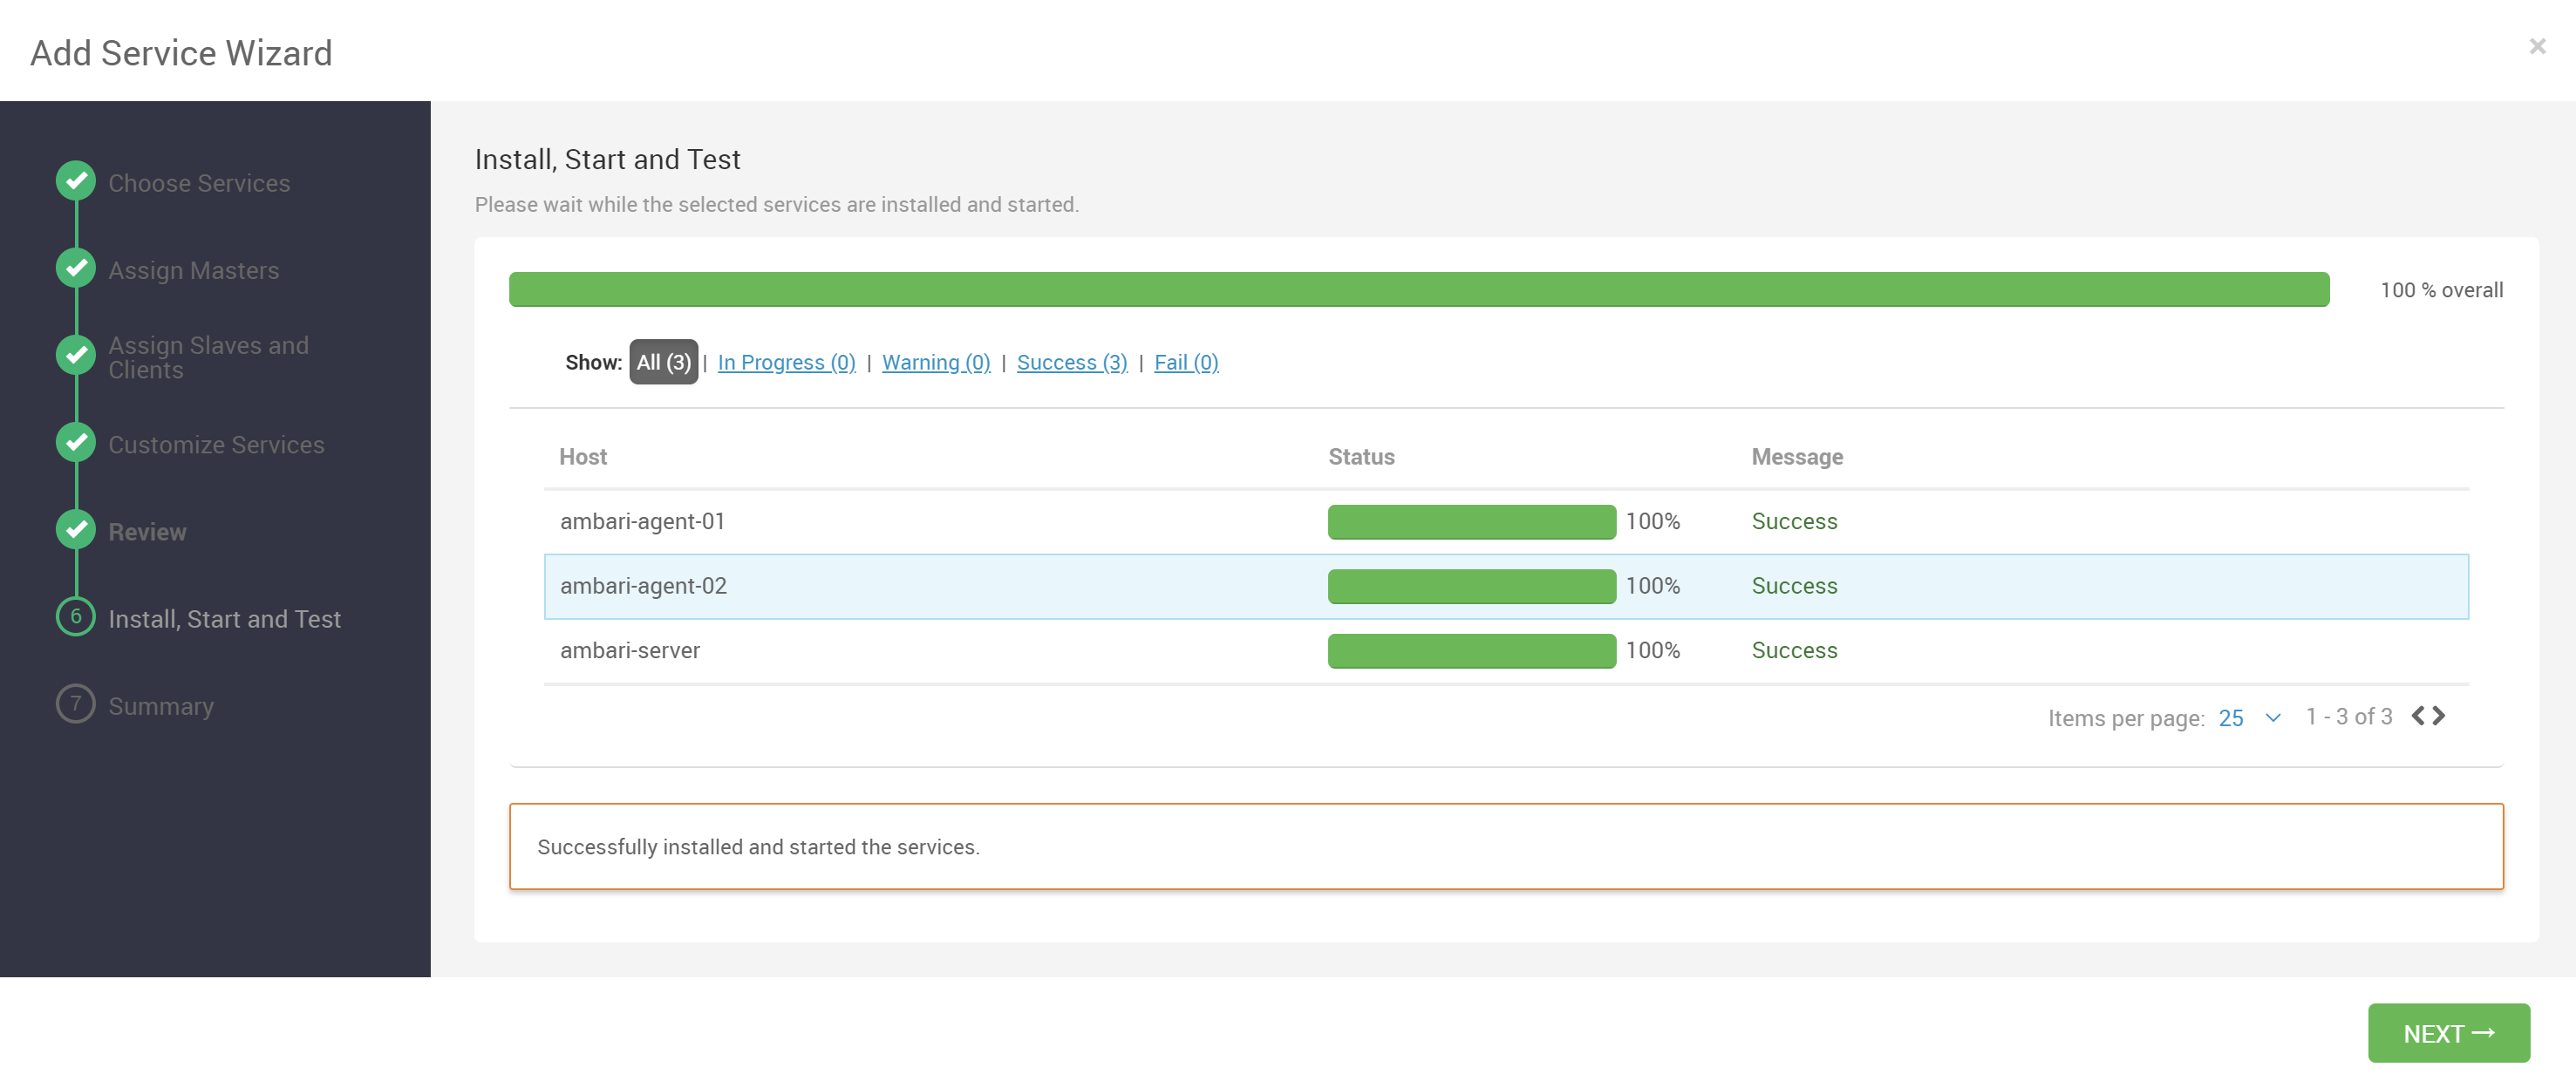 Add Service Wizard
×
Choose Services
Assign Masters
Assign Slaves and
Clients
Customize Services
Review
6 Install, Start and Test
7 Summary
Install, Start and Test
Please wait while the selected services are installed and started.
100 % overall
Show: All (3) | In Progress (0) | Warning (0) | Success (3) | Fail (0)
Host Status Message
ambari-agent-01 100% Success
ambari-agent-02 100% Success
ambari-server 100% Success
Items per page: 25 1 - 3 of 3
Successfully installed and started the services.
NEXT →